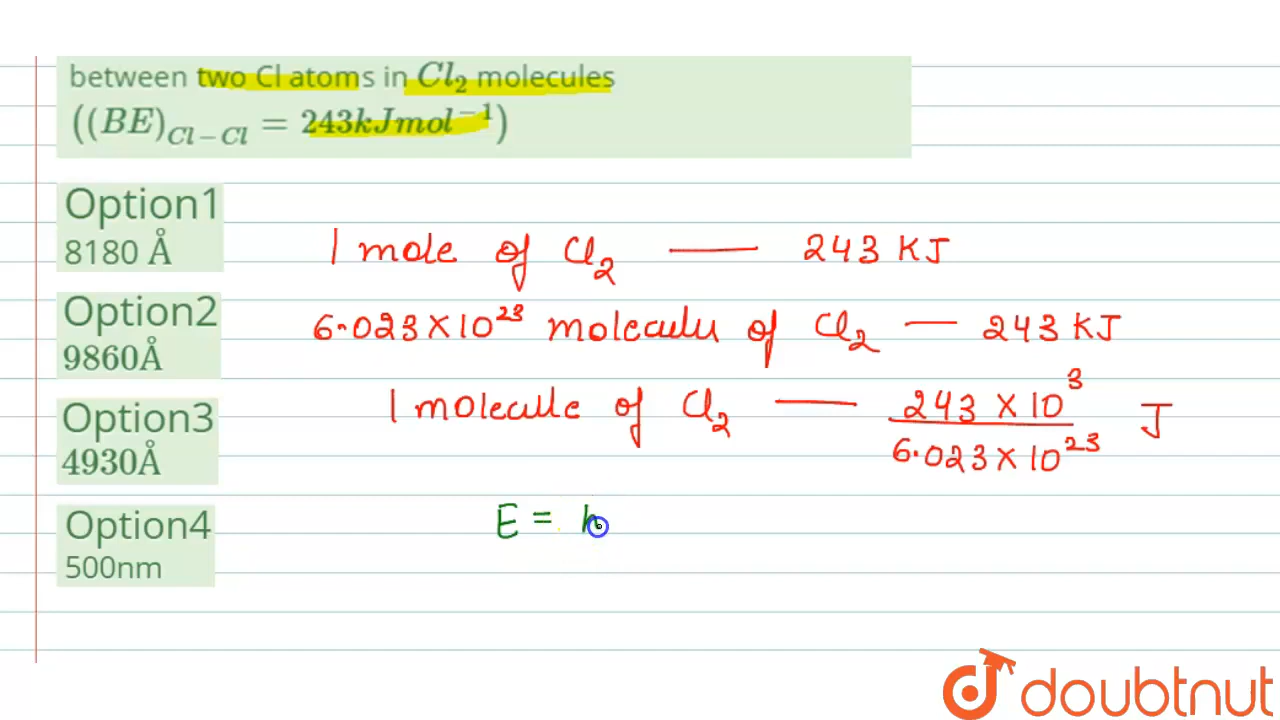 between two Cl atoms in Cl₂ molecules
((BE)Cl−Cl = 243kJmol⁻¹)
Option1
8180 Å
1 mole of Cl₂ — 243 KJ
Option2
9860Å
6.023×10²³ moleculus of Cl₂ — 243 KJ
Option3
4930Å
1 molecule of Cl₂ — 243 × 10³ / 6.023×10²³ J
Option4
500nm
E = h
doubtnut